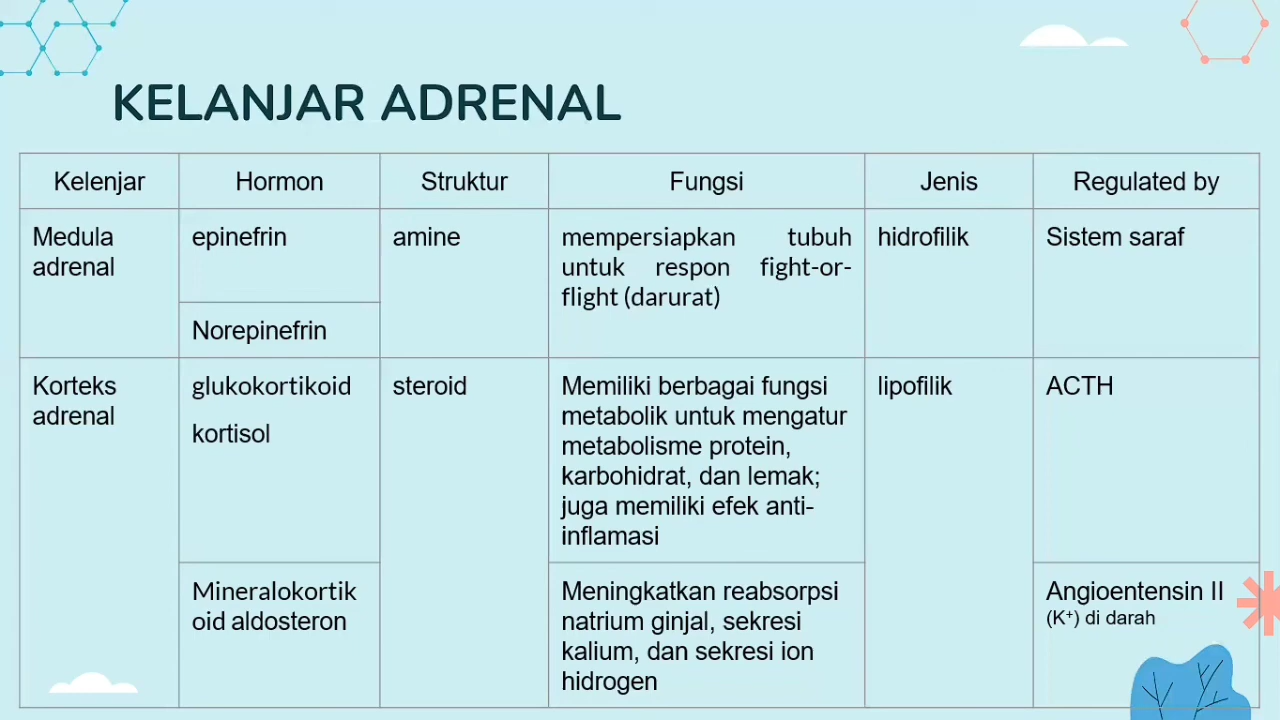 KELANJAR ADRENAL
Kelenjar
Hormon
Struktur
Fungsi
Jenis
Regulated by
Medula
adrenal
epinefrin
Norepinefrin
amine
mempersiapkan tubuh
untuk respon fight-or-
flight (darurat)
hidrofilik
Sistem saraf
Korteks
adrenal
glukokortikoid
kortisol
steroid
Memiliki berbagai fungsi
metabolik untuk mengatur
metabolisme protein,
karbohidrat, dan lemak;
juga memiliki efek anti-
inflamasi
lipofilik
ACTH
Mineralokortik
oid aldosteron
Meningkatkan reabsorpsi
natrium ginjal, sekresi
kalium, dan sekresi ion
hidrogen
Angioentensin II
(K⁺) di darah